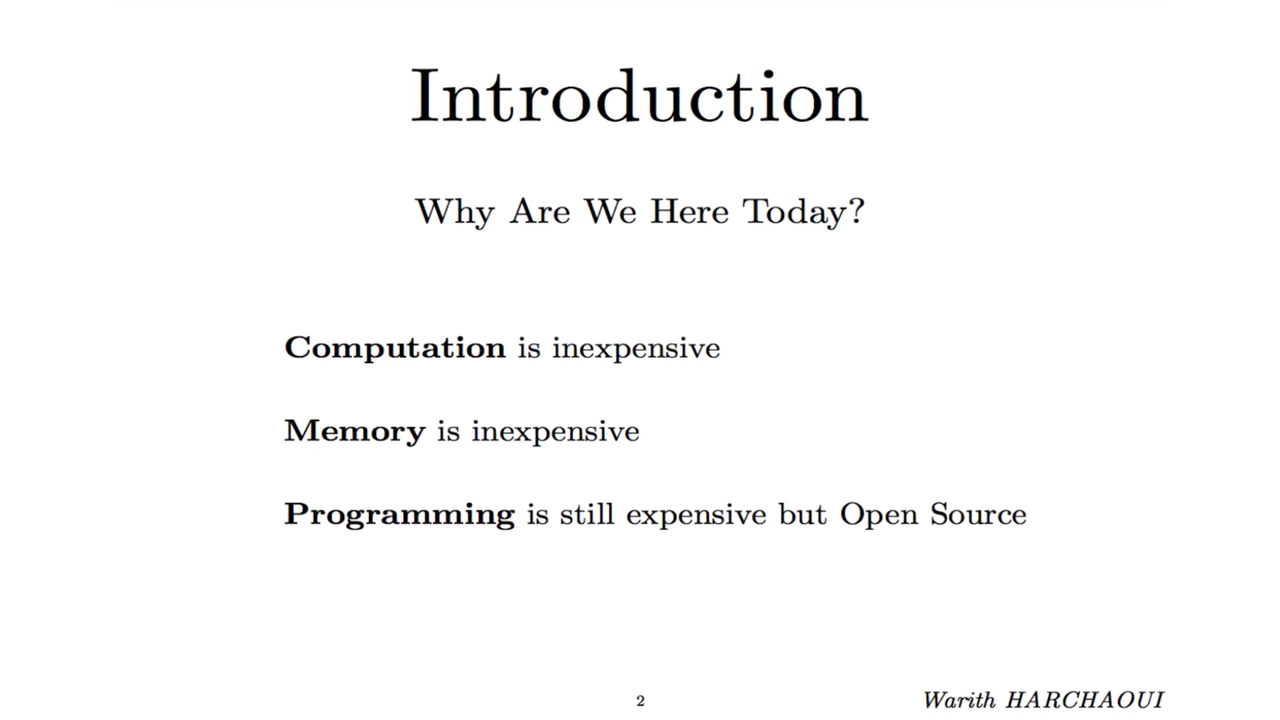 Introduction
Why Are We Here Today?
Computation is inexpensive
Memory is inexpensive
Programming is still expensive but Open Source
2
Warith HARCHAOUI